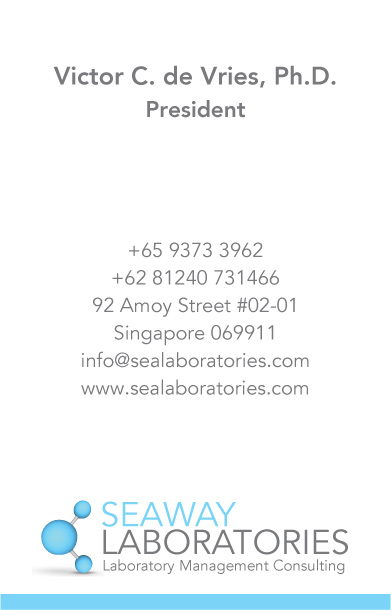 Victor C. de Vries, Ph.D.
President
+65 9373 3962
+62 81240 731466
92 Amoy Street #02-01
Singapore 069911
info@sealaboratories.com
www.sealaboratories.com
SEAWAY
LABORATORIES
Laboratory Management Consulting